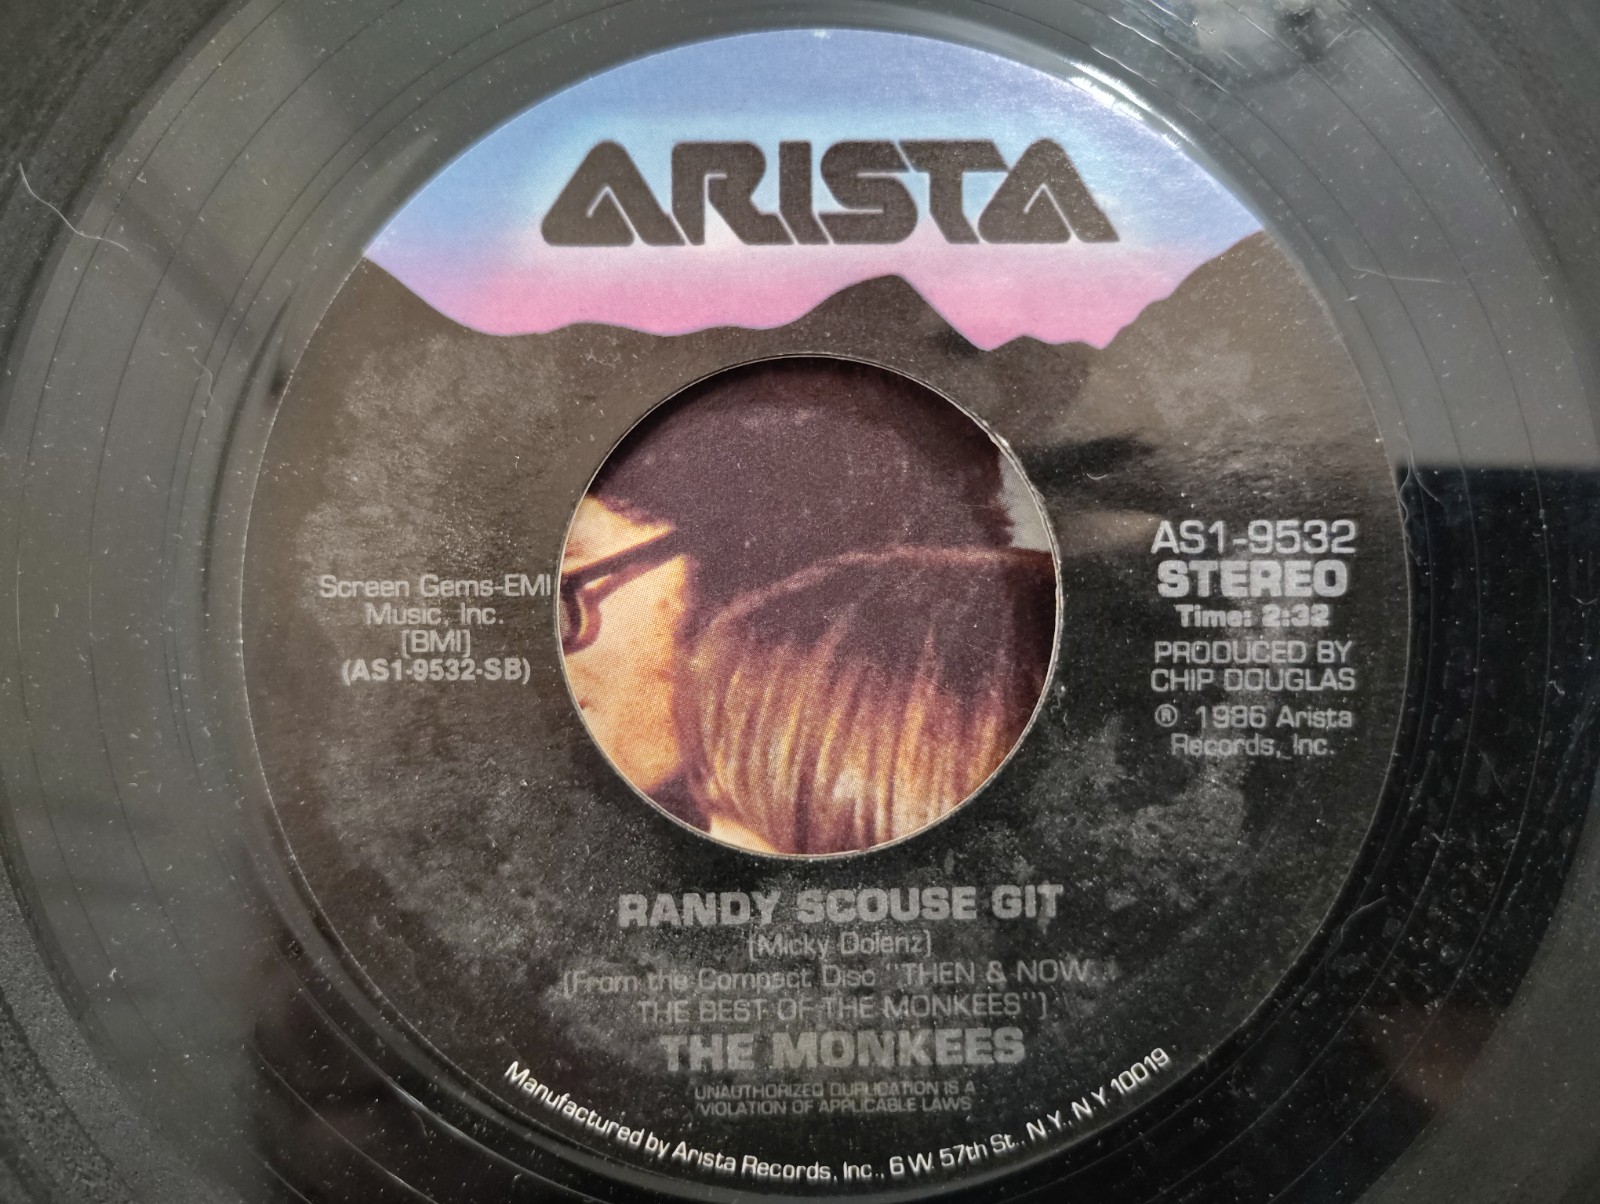 ARISTA
Screen Gems-EMI
Music, Inc.
[BMI]
(AS1-9532-SB)
AS1-9532
STEREO
Time: 2:32
PRODUCED BY
CHIP DOUGLAS
℗ 1986 Arista
Records, Inc.
RANDY SCOUSE GIT
[Micky Dolenz]
[From the Compact Disc "THEN & NOW...
THE BEST OF THE MONKEES"]
THE MONKEES
UNAUTHORIZED DUPLICATION IS A
VIOLATION OF APPLICABLE LAWS
Manufactured by Arista Records, Inc., 6 W. 57th St., N.Y., N.Y. 10019